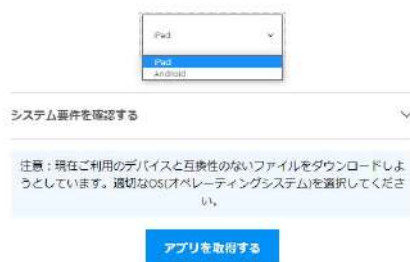 iPad
iPad
Android
システム要件を確認する
注意：現在ご利用のデバイスと互換性のないファイルをダウンロードしよ
うとしています。適切なOS(オペレーティングシステム)を選択してくださ
い。
アプリを取得する